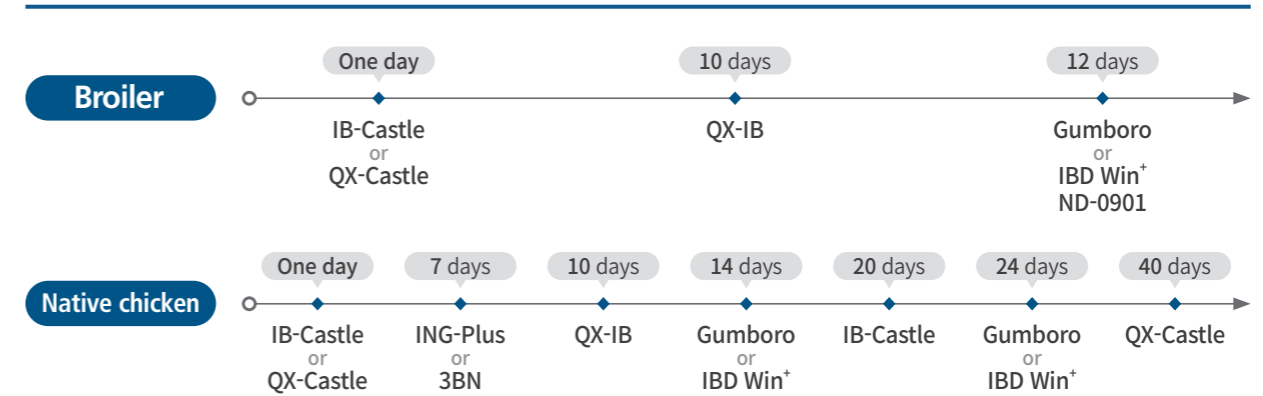 One day 10 days 12 days
Broiler
IB-Castle QX-IB Gumboro
or or
QX-Castle IBD Win⁺
ND-0901
One day 7 days 10 days 14 days 20 days 24 days 40 days
Native chicken
IB-Castle ING-Plus QX-IB Gumboro IB-Castle Gumboro QX-Castle
or or or or
QX-Castle 3BN IBD Win⁺ IBD Win⁺